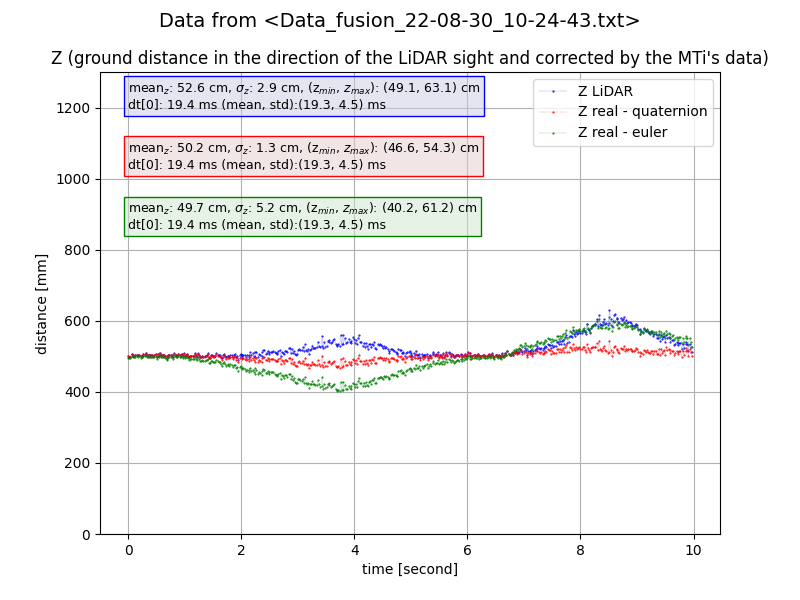 Data from <Data_fusion_22-08-30_10-24-43.txt>
Z (ground distance in the direction of the LiDAR sight and corrected by the MTi's data)
mean_z: 52.6 cm, σ_z: 2.9 cm, (z_min, z_max): (49.1, 63.1) cm
dt[0]: 19.4 ms (mean, std):(19.3, 4.5) ms
mean_z: 50.2 cm, σ_z: 1.3 cm, (z_min, z_max): (46.6, 54.3) cm
dt[0]: 19.4 ms (mean, std):(19.3, 4.5) ms
mean_z: 49.7 cm, σ_z: 5.2 cm, (z_min, z_max): (40.2, 61.2) cm
dt[0]: 19.4 ms (mean, std):(19.3, 4.5) ms
Z LiDAR
Z real - quaternion
Z real - euler
distance [mm]
1200
1000
800
600
400
200
0
0 2 4 6 8 10
time [second]